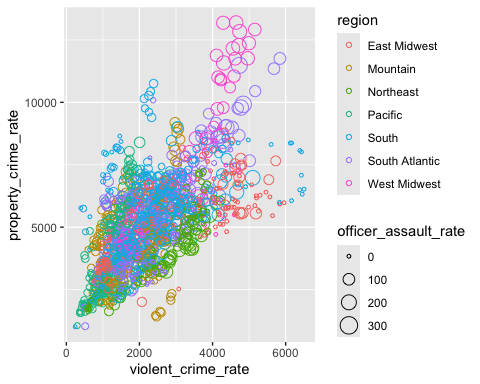 region
East Midwest
Mountain
Northeast
Pacific
South
South Atlantic
West Midwest
officer_assault_rate
0
100
200
300
property_crime_rate
10000
5000
0
2000
4000
6000
violent_crime_rate